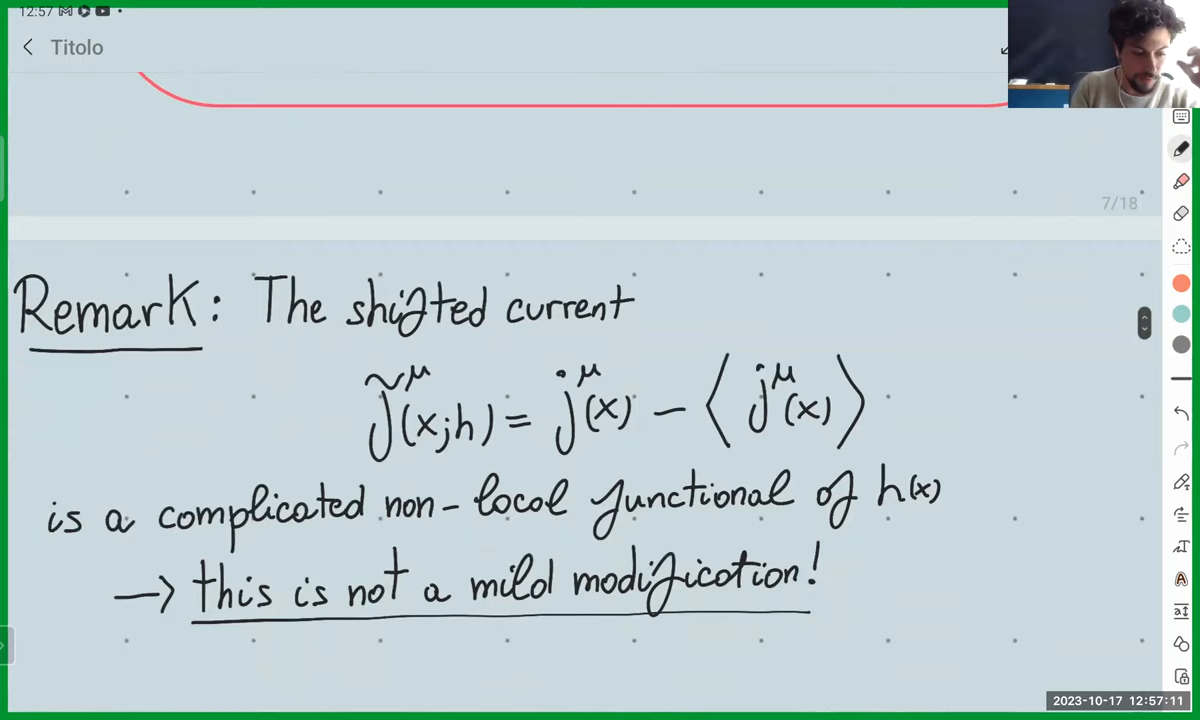 12:57
Titolo
7/18
Remark: The shifted current
j̃^μ(x;h) = j^μ(x) - ⟨ j^μ(x) ⟩
is a complicated non-local functional of h(x)
→ this is not a mild modification!
2023-10-17 12:57:11